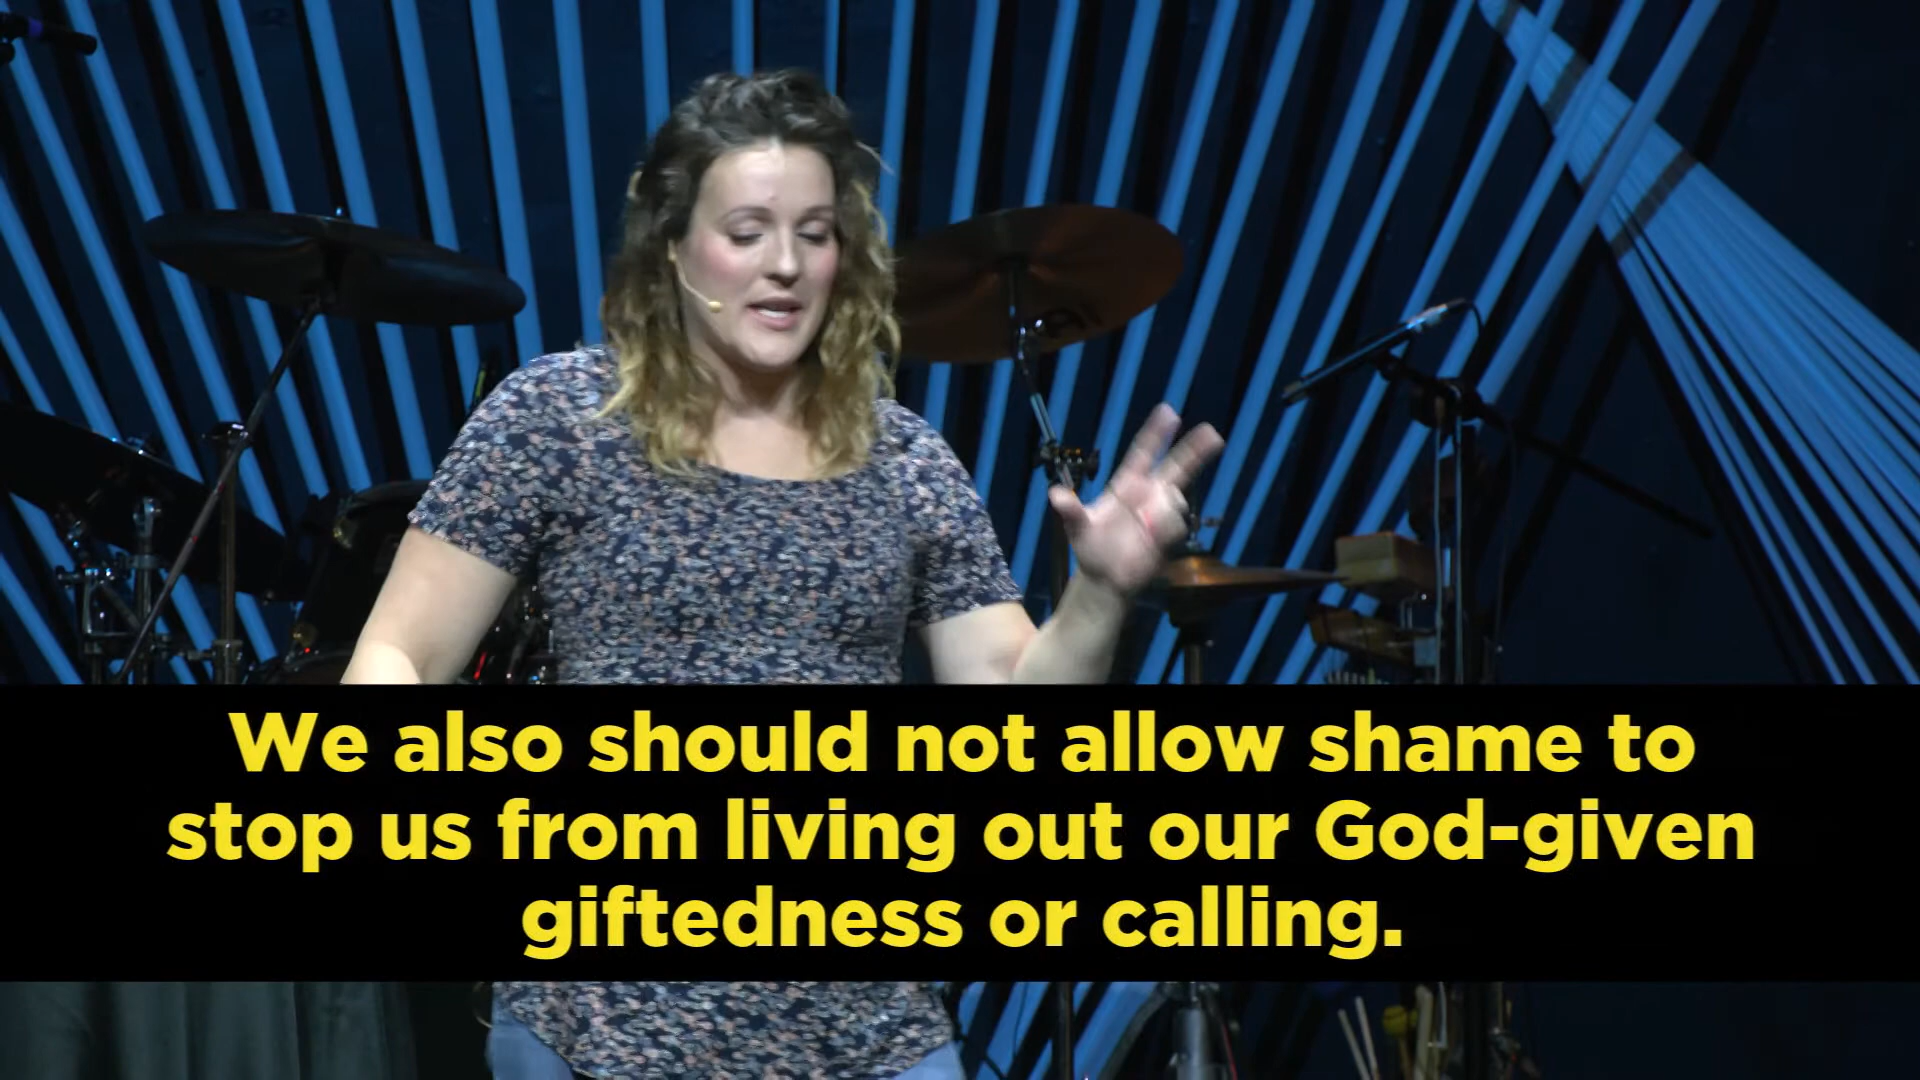 We also should not allow shame to
stop us from living out our God-given
giftedness or calling.